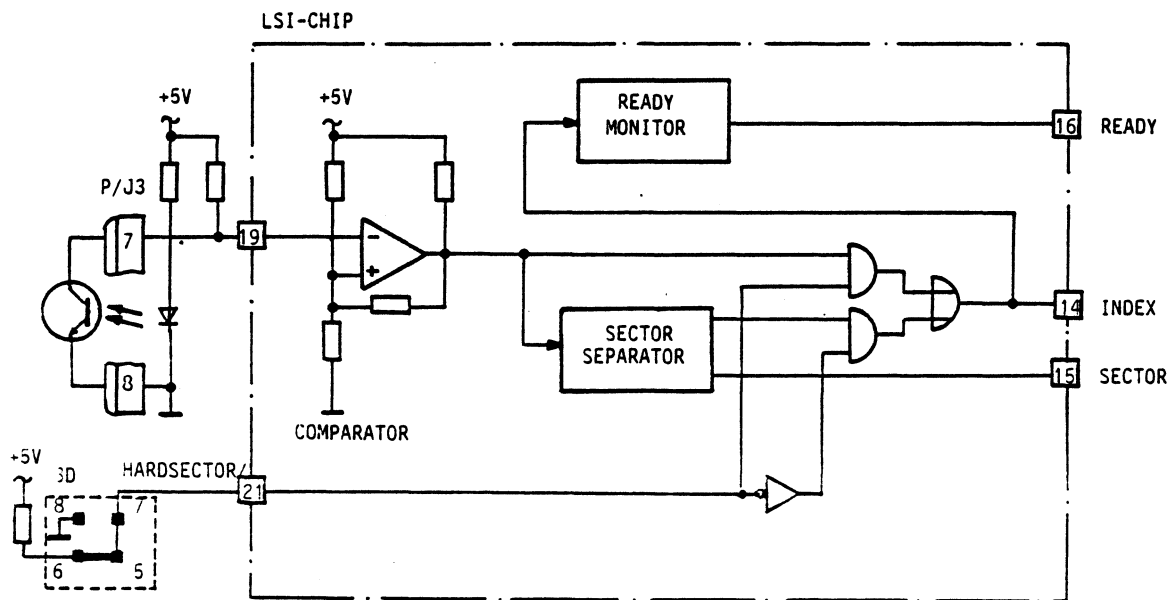 LSI-CHIP
+5V
+5V
READY
MONITOR
16 READY
P/J3
7
19
-
+
14 INDEX
SECTOR
SEPARATOR
8
15 SECTOR
COMPARATOR
+5V
HARDSECTOR/
21
8 7
6 5